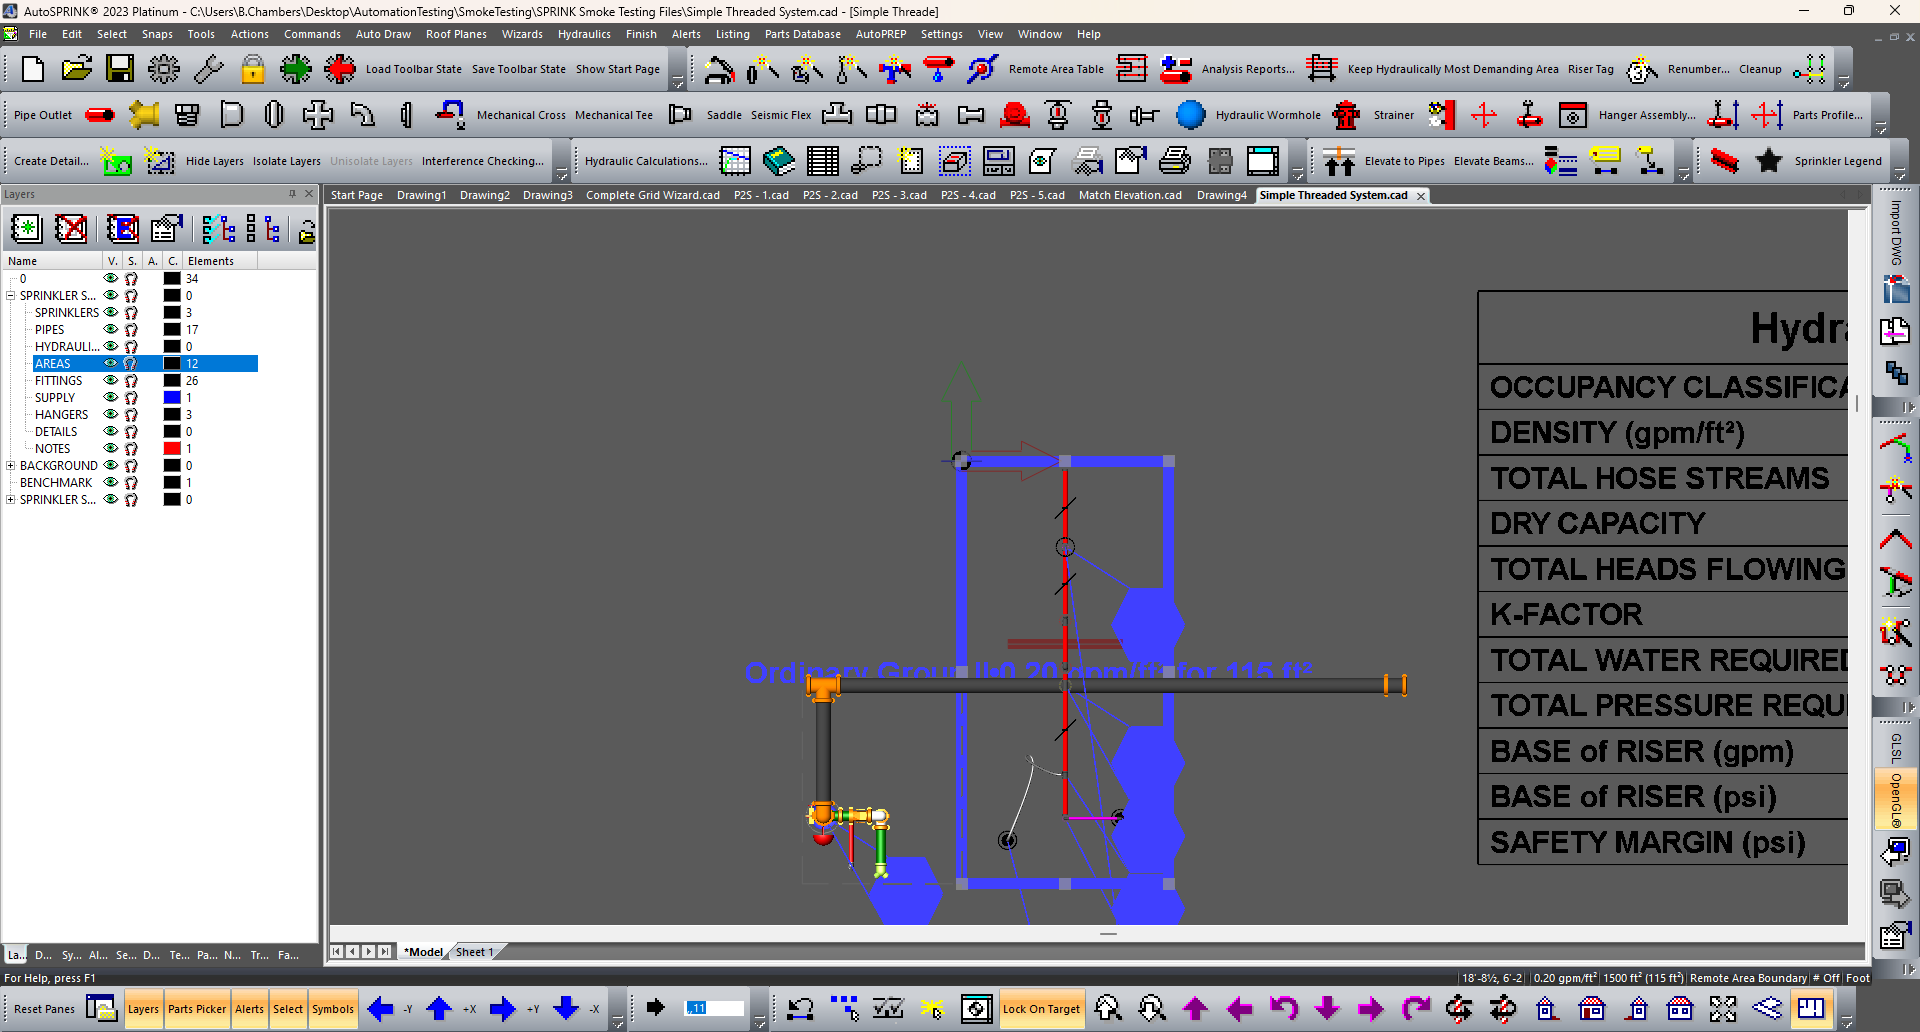 AutoSPRINK® 2023 Platinum - C:\Users\B.Chambers\Desktop\AutomationTesting\SmokeTesting\SPRINK Smoke Testing Files\Simple Threaded System.cad - [Simple Threade]
File Edit Select Snaps Tools Actions Commands Auto Draw Roof Planes Wizards Hydraulics Finish Alerts Listing Parts Database AutoPREP Settings View Window Help
Load Toolbar State Save Toolbar State Show Start Page Remote Area Table Analysis Reports... Keep Hydraulically Most Demanding Area Riser Tag Renumber... Cleanup
Pipe Outlet Mechanical Cross Mechanical Tee Saddle Seismic Flex Hydraulic Wormhole Strainer Hanger Assembly... Parts Profile...
Create Detail... Hide Layers Isolate Layers Unisolate Layers Interference Checking... Hydraulic Calculations... Elevate to Pipes Elevate Beams... Sprinkler Legend
Layers
Start Page Drawing1 Drawing2 Drawing3 Complete Grid Wizard.cad P2S - 1.cad P2S - 2.cad P2S - 3.cad P2S - 4.cad P2S - 5.cad Match Elevation.cad Drawing4 Simple Threaded System.cad
Name V. S. A. C. Elements
0 34
SPRINKLER S... 0
SPRINKLERS 3
PIPES 17
HYDRAULI... 0
AREAS 12
FITTINGS 26
SUPPLY 1
HANGERS 3
DETAILS 0
NOTES 1
BACKGROUND 0
BENCHMARK 1
SPRINKLER S... 0
Hydra
OCCUPANCY CLASSIFICA
DENSITY (gpm/ft²)
TOTAL HOSE STREAMS
DRY CAPACITY
TOTAL HEADS FLOWING
K-FACTOR
TOTAL WATER REQUIRED
TOTAL PRESSURE REQU
BASE of RISER (gpm)
BASE of RISER (psi)
SAFETY MARGIN (psi)
Ordinary Group II 0.20 gpm/ft² for 115 ft²
Import DWG
GLSL
OpenGL®
La... D... Sy... Al... Se... D... Te... Pa... N... Tr... Fa...
*Model Sheet 1
For Help, press F1
18'-8½, 6'-2 0.20 gpm/ft² 1500 ft² (115 ft²) Remote Area Boundary # Off Foot
Reset Panes Layers Parts Picker Alerts Select Symbols -Y +X +Y -X ,,11 Lock On Target